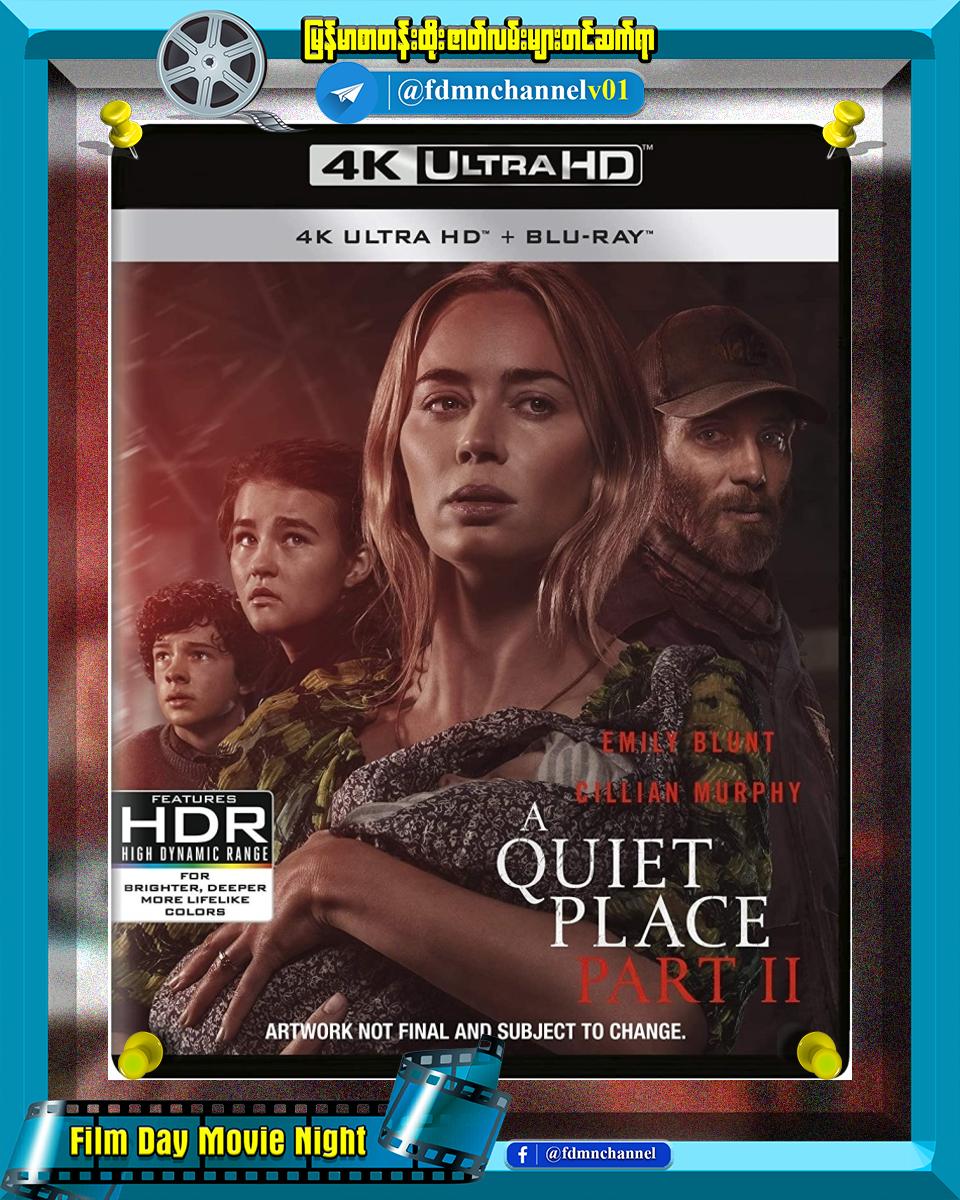 မြန်မာစာတန်းထိုးဇာတ်လမ်းများတင်ဆက်ရာ
@fdmnchannelv01
4K ULTRA HD™
4K ULTRA HD™ + BLU-RAY™
EMILY BLUNT
CILLIAN MURPHY
A
QUIET
PLACE
PART II
FEATURES
HDR
HIGH DYNAMIC RANGE
FOR
BRIGHTER, DEEPER
MORE LIFELIKE
COLORS
ARTWORK NOT FINAL AND SUBJECT TO CHANGE.
Film Day Movie Night
f @fdmnchannel